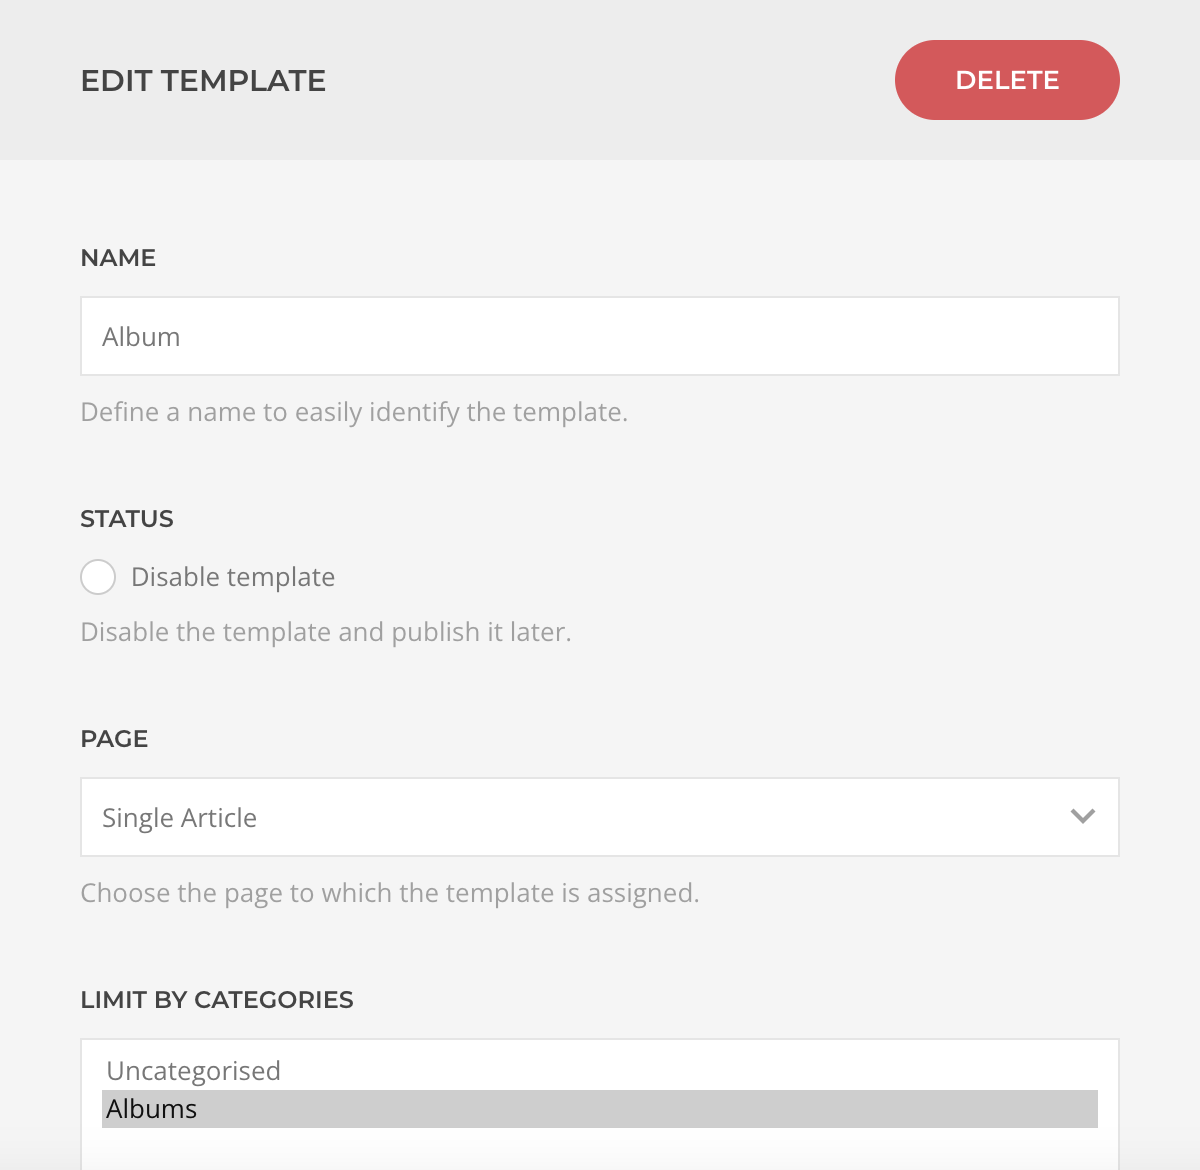 EDIT TEMPLATE
DELETE
NAME
Album
Define a name to easily identify the template.
STATUS
Disable template
Disable the template and publish it later.
PAGE
Single Article
Choose the page to which the template is assigned.
LIMIT BY CATEGORIES
Uncategorised
Albums